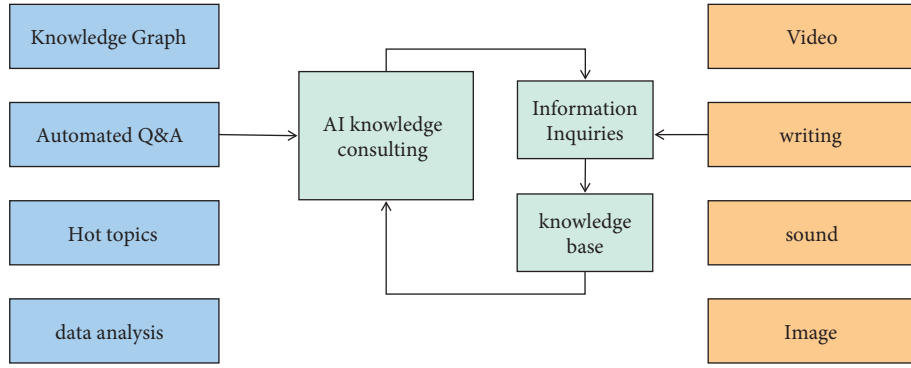 Knowledge Graph
Automated Q&A
Hot topics
data analysis
AI knowledge
consulting
Information
Inquiries
knowledge
base
Video
writing
sound
Image